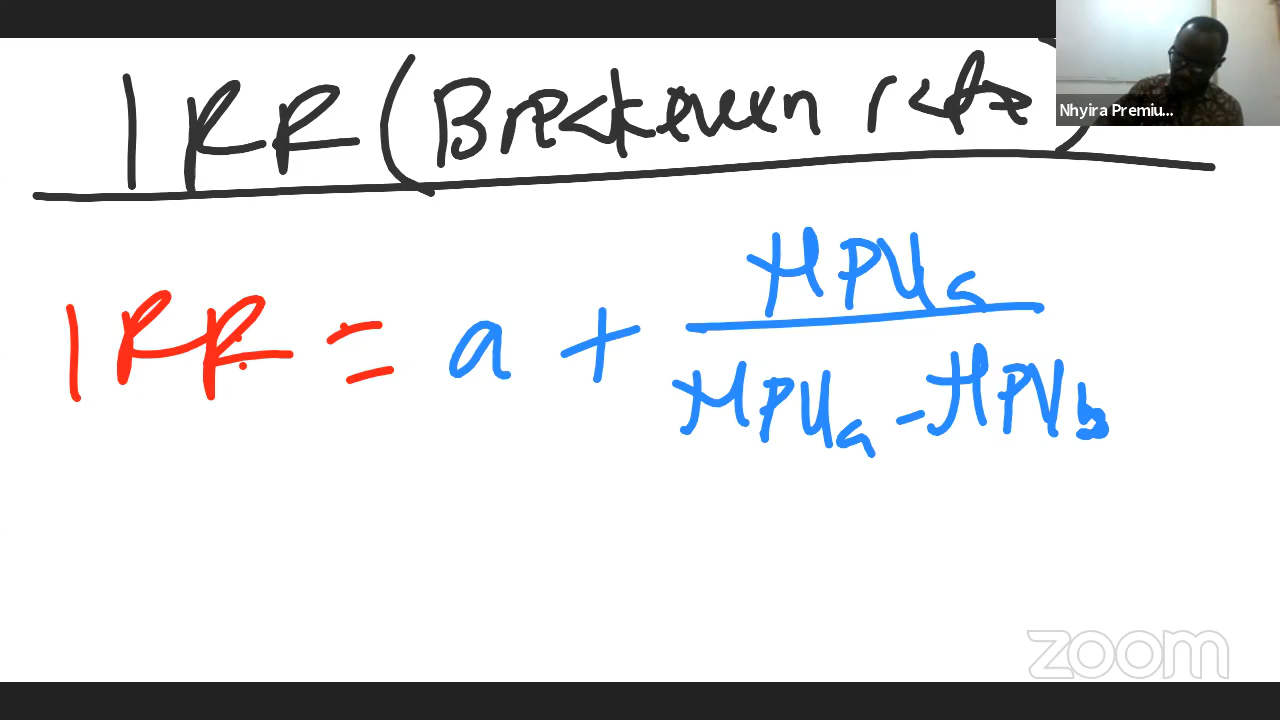 IRR (Breakeven rate)
Nhyira Premiu...
IRR = a + NPVa
NPVa - NPVb
zoom